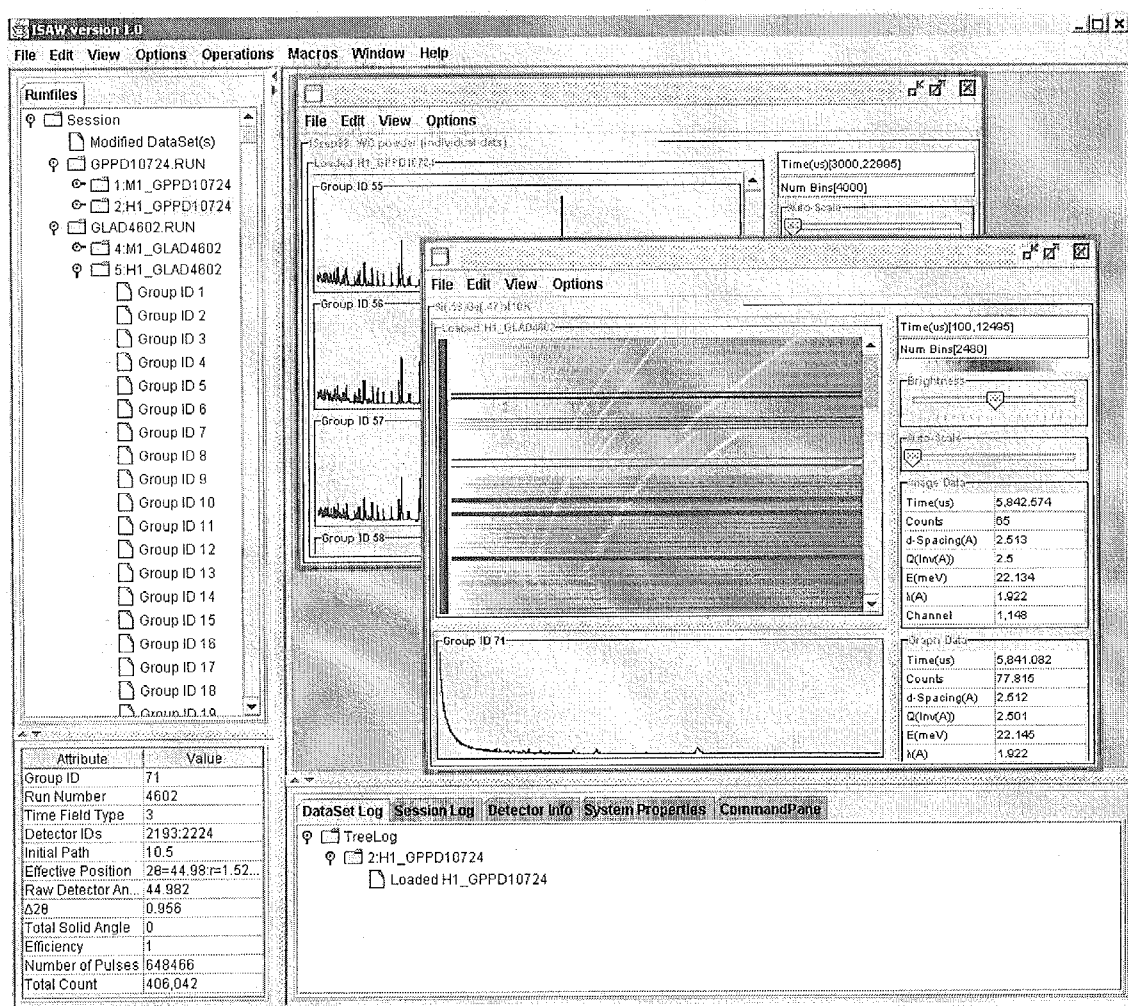 ISAW version 1.0
File Edit View Options Operations Macros Window Help
Runfiles
Session
Modified DataSet(s)
GPPD10724.RUN
1:M1_GPPD10724
2:H1_GPPD10724
GLAD4602.RUN
4:M1_GLAD4602
5:H1_GLAD4602
Group ID 1
Group ID 2
Group ID 3
Group ID 4
Group ID 5
Group ID 6
Group ID 7
Group ID 8
Group ID 9
Group ID 10
Group ID 11
Group ID 12
Group ID 13
Group ID 14
Group ID 15
Group ID 16
Group ID 17
Group ID 18
Group ID 19
Attribute Value
Group ID 71
Run Number 4602
Time Field Type 3
Detector IDs 2193:2224
Initial Path 10.5
Effective Position 2θ=44.98:r=1.52...
Raw Detector An... 44.982
Δ2θ 0.956
Total Solid Angle 0
Efficiency 1
Number of Pulses 648466
Total Count 406,042
File Edit View Options
powder (individual data)
Loaded H1_GPPD10724
Group ID 55
Group ID 56
Group ID 57
Group ID 58
Time(us)[3000,22995]
Num Bins[4000]
Auto-Scale
File Edit View Options
Loaded H1_GLAD4602
Group ID 71
Time(us)[100,12495]
Num Bins[2480]
Brightness
Auto-Scale
Image Data
Time(us) 5,842.574
Counts 65
d-Spacing(A) 2.513
Q(Inv(A)) 2.5
E(meV) 22.134
λ(A) 1.922
Channel 1,148
Graph Data
Time(us) 5,841.082
Counts 77.815
d-Spacing(A) 2.512
Q(Inv(A)) 2.501
E(meV) 22.145
λ(A) 1.922
DataSet Log Session Log Detector Info System Properties CommandPane
TreeLog
2:H1_GPPD10724
Loaded H1_GPPD10724